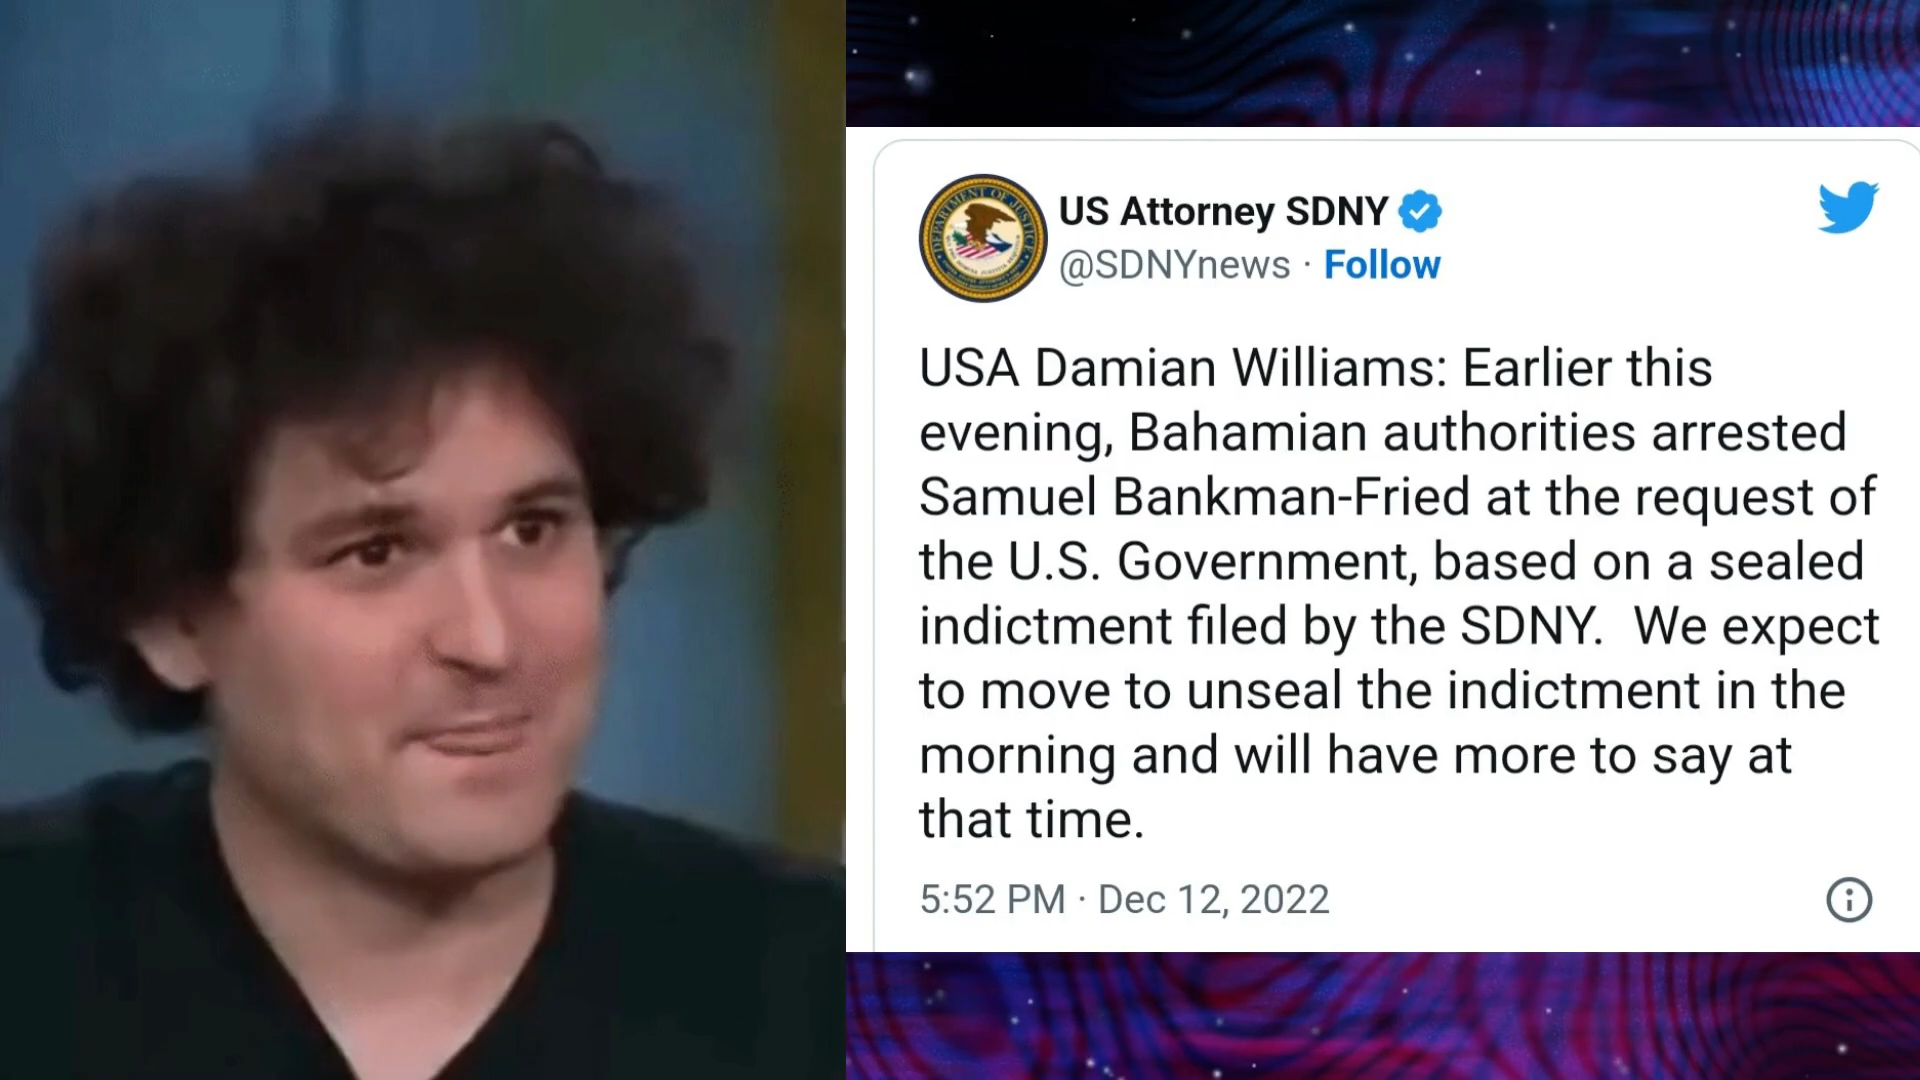 US Attorney SDNY
@SDNYnews · Follow
USA Damian Williams: Earlier this
evening, Bahamian authorities arrested
Samuel Bankman-Fried at the request of
the U.S. Government, based on a sealed
indictment filed by the SDNY.  We expect
to move to unseal the indictment in the
morning and will have more to say at
that time.
5:52 PM · Dec 12, 2022